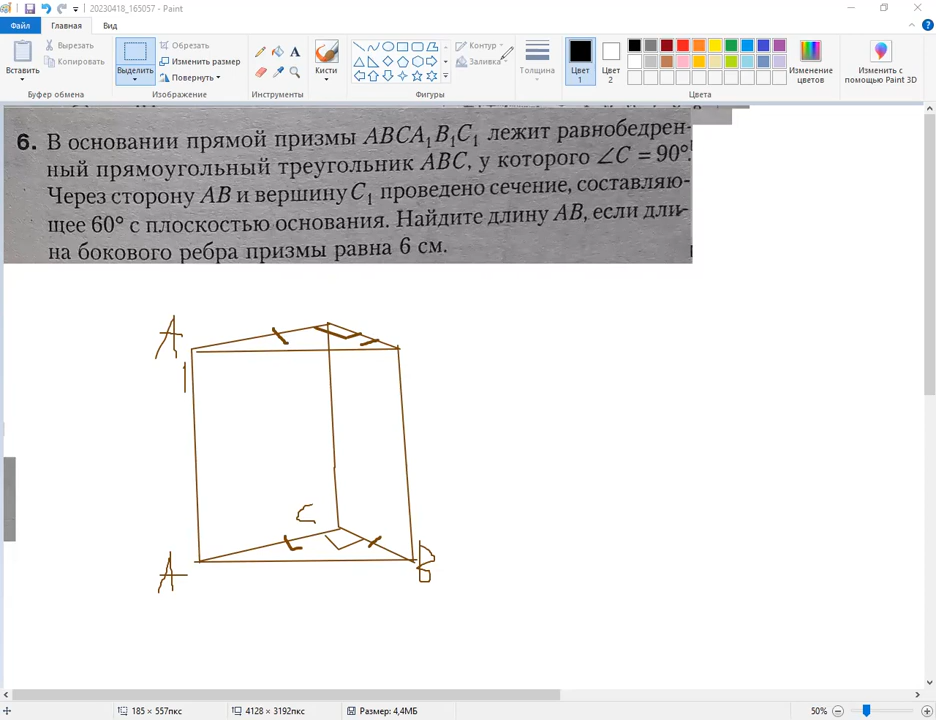 20230418_165057 - Paint
Файл Главная Вид
Вставить
Вырезать
Копировать
Буфер обмена
Выделить
Обрезать
Изменить размер
Повернуть
Изображение
A
Инструменты
Кисти
Контур
Заливка
Фигуры
Толщина
Цвет 1
Цвет 2
Изменение цветов
Цвета
Изменить с помощью Paint 3D
6. В основании прямой призмы ABCA₁B₁C₁ лежит равнобедрен-
ный прямоугольный треугольник ABC, у которого ∠C = 90°.
Через сторону AB и вершину C₁ проведено сечение, составляю-
щее 60° с плоскостью основания. Найдите длину AB, если дли-
на бокового ребра призмы равна 6 см.
A
1
C
A
B
185 × 557пкс
4128 × 3192пкс
Размер: 4,4МБ
50%